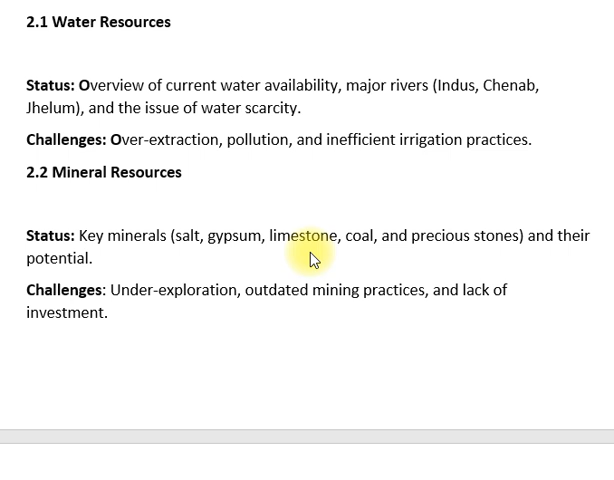 2.1 Water Resources
Status: Overview of current water availability, major rivers (Indus, Chenab,
Jhelum), and the issue of water scarcity.
Challenges: Over-extraction, pollution, and inefficient irrigation practices.
2.2 Mineral Resources
Status: Key minerals (salt, gypsum, limestone, coal, and precious stones) and their
potential.
Challenges: Under-exploration, outdated mining practices, and lack of
investment.